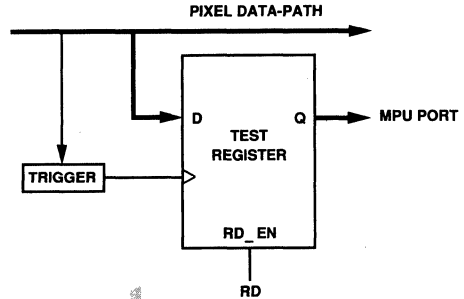 PIXEL DATA-PATH
D
Q
MPU PORT
TEST
REGISTER
TRIGGER
RD_EN
RD